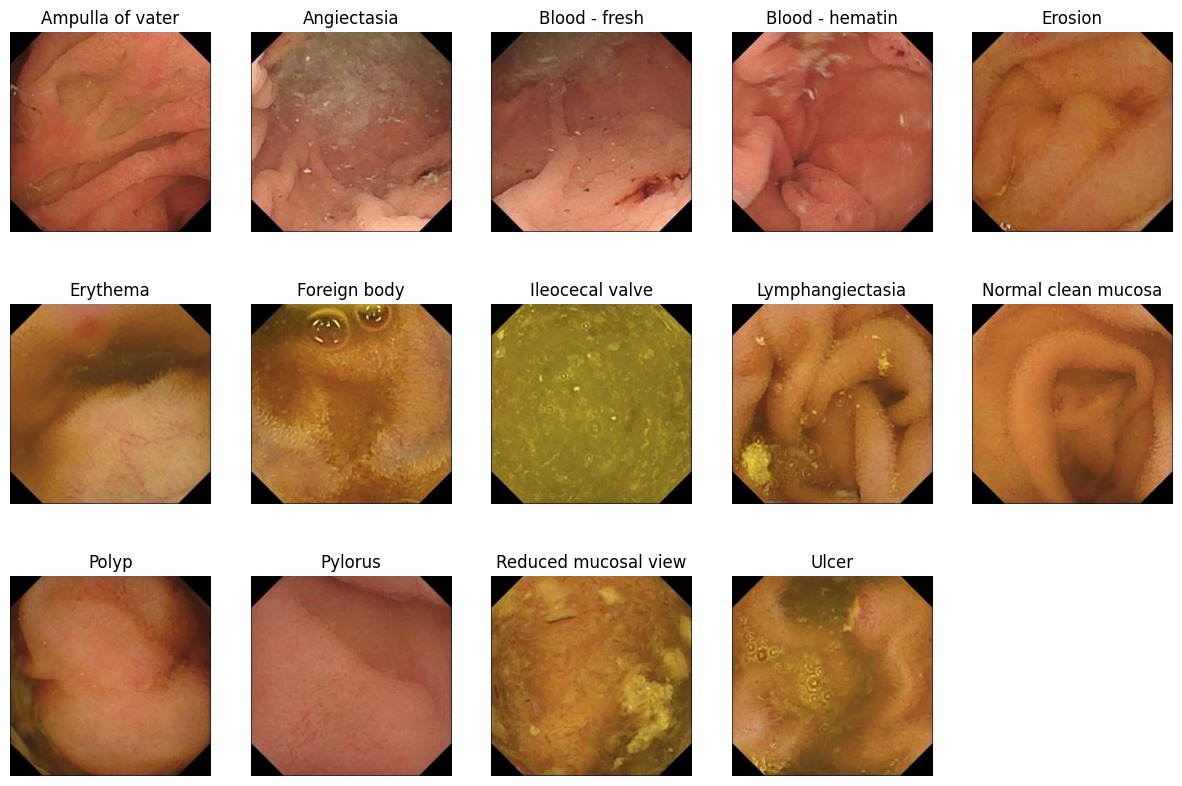 Ampulla of vater
Angiectasia
Blood - fresh
Blood - hematin
Erosion
Erythema
Foreign body
Ileocecal valve
Lymphangiectasia
Normal clean mucosa
Polyp
Pylorus
Reduced mucosal view
Ulcer